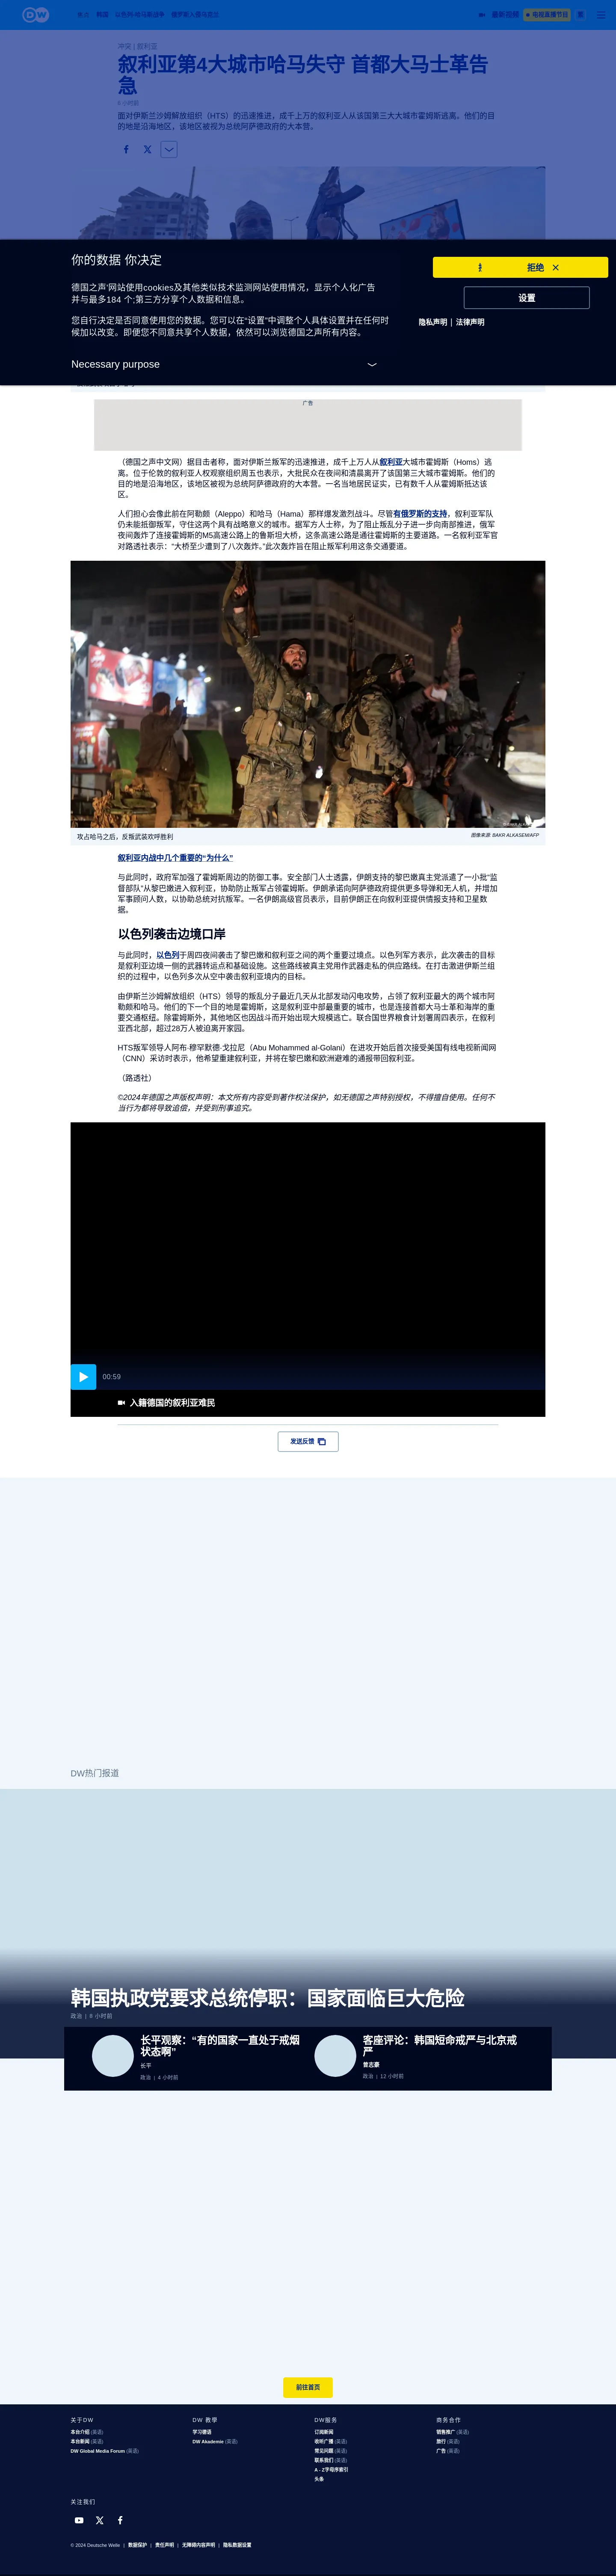 DW
韩国 以色列-哈马斯战争 俄罗斯入侵乌克兰
最新视频 电视直播节目
冲突 | 叙利亚
叙利亚第4大城市哈马失守 首都大马士革告
急
6 小时前
面对伊斯兰沙姆解放组织（HTS）的迅速推进，成千上万的叙利亚人从该国第三大大城市霍姆斯逃离。他们的目
的地是沿海地区，该地区被视为总统阿萨德政府的大本营。
你的数据 你决定
拒绝
德国之声'网站使用cookies及其他类似技术监测网站使用情况，显示个人化广告
并与最多184 个;第三方分享个人数据和信息。
设置
您自行决定是否同意使用您的数据。您可以在“设置”中调整个人具体设置并在任何时
候加以改变。即便您不同意共享个人数据，依然可以浏览德国之声所有内容。
隐私声明 | 法律声明
Necessary purpose
广告
（德国之声中文网）据目击者称，面对伊斯兰叛军的迅速推进，成千上万人从叙利亚大城市霍姆斯（Homs）逃
离。位于伦敦的叙利亚人权观察组织周五也表示，大批民众在夜间和清晨离开了该国第三大城市霍姆斯。他们的
目的地是沿海地区，该地区被视为总统阿萨德政府的大本营。一名当地居民证实，已有数千人从霍姆斯抵达该
区。
人们担心会像此前在阿勒颇（Aleppo）和哈马（Hama）那样爆发激烈战斗。尽管有俄罗斯的支持，叙利亚军队
仍未能抵御叛军，守住这两个具有战略意义的城市。据军方人士称，为了阻止叛乱分子进一步向南部推进，俄军
夜间轰炸了连接霍姆斯的M5高速公路上的鲁斯坦大桥，这条高速公路是通往霍姆斯的主要道路。一名叙利亚军官
对路透社表示：“大桥至少遭到了八次轰炸。”此次轰炸旨在阻止叛军利用这条交通要道。
攻占哈马之后，反叛武装欢呼胜利
图像来源: BAKR ALKASEM/AFP
叙利亚内战中几个重要的“为什么”
与此同时，政府军加强了霍姆斯周边的防御工事。安全部门人士透露，伊朗支持的黎巴嫩真主党派遣了一小批“监
督部队”从黎巴嫩进入叙利亚，协助防止叛军占领霍姆斯。伊朗承诺向阿萨德政府提供更多导弹和无人机，并增加
军事顾问人数，以协助总统对抗叛军。一名伊朗高级官员表示，目前伊朗正在向叙利亚提供情报支持和卫星数
据。
以色列袭击边境口岸
与此同时，以色列于周四夜间袭击了黎巴嫩和叙利亚之间的两个重要过境点。以色列军方表示，此次袭击的目标
是叙利亚边境一侧的武器转运点和基础设施。这些路线被真主党用作武器走私的供应路线。在打击激进伊斯兰组
织的过程中，以色列多次从空中袭击叙利亚境内的目标。
由伊斯兰沙姆解放组织（HTS）领导的叛乱分子最近几天从北部发动闪电攻势，占领了叙利亚最大的两个城市阿
勒颇和哈马。他们的下一个目的地是霍姆斯，这是叙利亚中部最重要的城市，也是连接首都大马士革和海岸的重
要交通枢纽。除霍姆斯外，其他地区也因战斗而开始出现大规模逃亡。联合国世界粮食计划署周四表示，在叙利
亚西北部，超过28万人被迫离开家园。
HTS叛军领导人阿布·穆罕默德·戈拉尼（Abu Mohammed al-Golani）在进攻开始后首次接受美国有线电视新闻网
（CNN）采访时表示，他希望重建叙利亚，并将在黎巴嫩和欧洲避难的通报带回叙利亚。
（路透社）
©2024年德国之声版权声明：本文所有内容受到著作权法保护，如无德国之声特别授权，不得擅自使用。任何不
当行为都将导致追偿，并受到刑事追究。
00:59
入籍德国的叙利亚难民
发送反馈
DW热门报道
韩国执政党要求总统停职：国家面临巨大危险
政治 | 8 小时前
长平观察：“有的国家一直处于戒烟
状态啊”
长平
政治 | 4 小时前
客座评论：韩国短命戒严与北京戒
严
曾志豪
政治 | 12 小时前
前往首页
关于DW
本台介绍 (英语)
本台新闻 (英语)
DW Global Media Forum (英语)
DW 教學
学习德语
DW Akademie (英语)
DW服务
订阅新闻
收听广播 (英语)
常见问题 (英语)
联系我们 (英语)
A - Z字母序索引
头条
商务合作
销售推广 (英语)
旅行 (英语)
广告 (英语)
关注我们
© 2024 Deutsche Welle | 数据保护 | 责任声明 | 无障碍内容声明 | 隐私数据设置